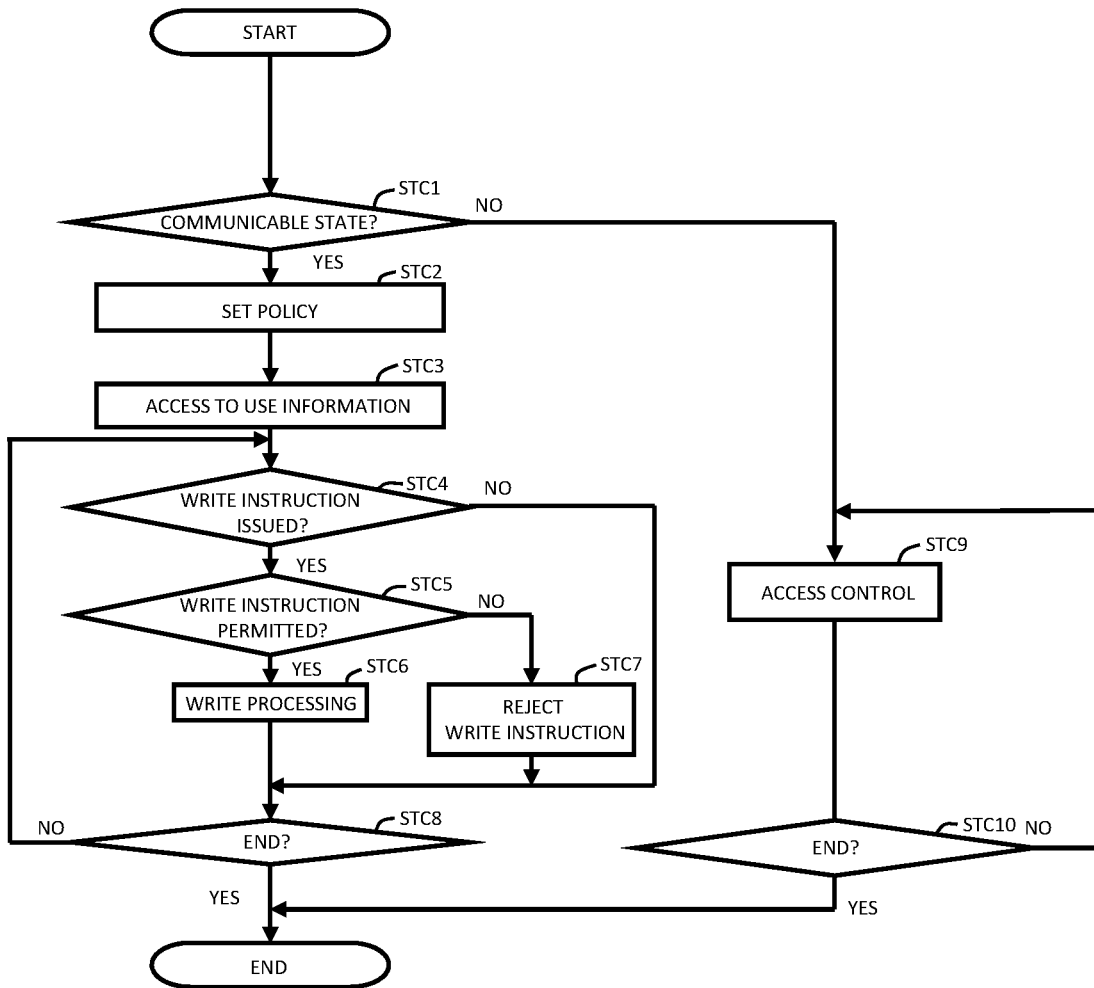 START
STC1
COMMUNICABLE STATE?
NO
YES
STC2
SET POLICY
STC3
ACCESS TO USE INFORMATION
STC4
NO
WRITE INSTRUCTION
ISSUED?
YES
STC5
WRITE INSTRUCTION
PERMITTED?
NO
YES
STC6
WRITE PROCESSING
STC7
REJECT
WRITE INSTRUCTION
STC9
ACCESS CONTROL
NO
STC8
END?
YES
STC10
NO
END?
YES
END